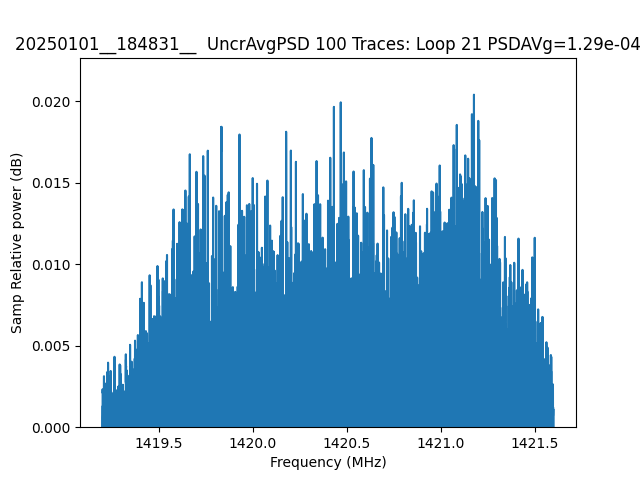 20250101__184831__ UncrAvgPSD 100 Traces: Loop 21 PSDAVg=1.29e-04
Samp Relative power (dB)
0.020
0.015
0.010
0.005
0.000
1419.5 1420.0 1420.5 1421.0 1421.5
Frequency (MHz)